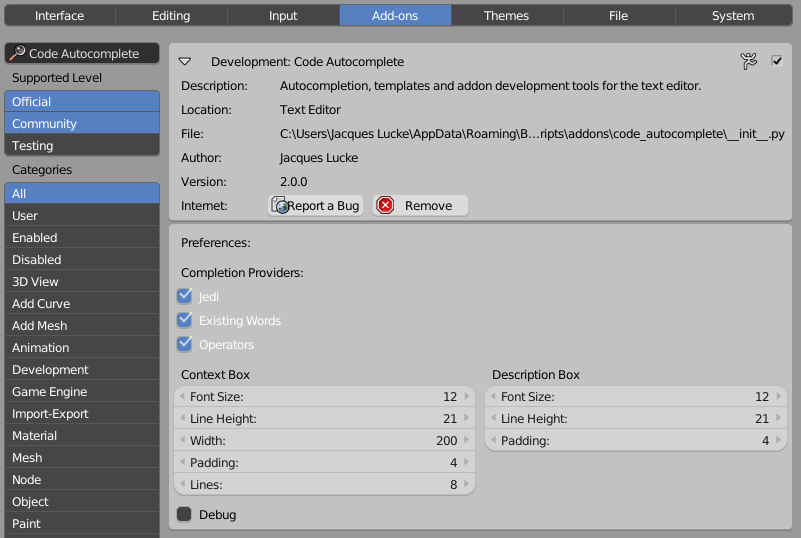 Interface Editing Input Add-ons Themes File System
Code Autocomplete
Supported Level
Official
Community
Testing
Categories
All
User
Enabled
Disabled
3D View
Add Curve
Add Mesh
Animation
Development
Game Engine
Import-Export
Material
Mesh
Node
Object
Paint
Development: Code Autocomplete
Description: Autocompletion, templates and addon development tools for the text editor.
Location: Text Editor
File: C:\Users\Jacques Lucke\AppData\Roaming\B...ripts\addons\code_autocomplete\__init__.py
Author: Jacques Lucke
Version: 2.0.0
Internet: Report a Bug Remove
Preferences:
Completion Providers:
Jedi
Existing Words
Operators
Context Box
Font Size: 12
Line Height: 21
Width: 200
Padding: 4
Lines: 8
Description Box
Font Size: 12
Line Height: 21
Padding: 4
Debug